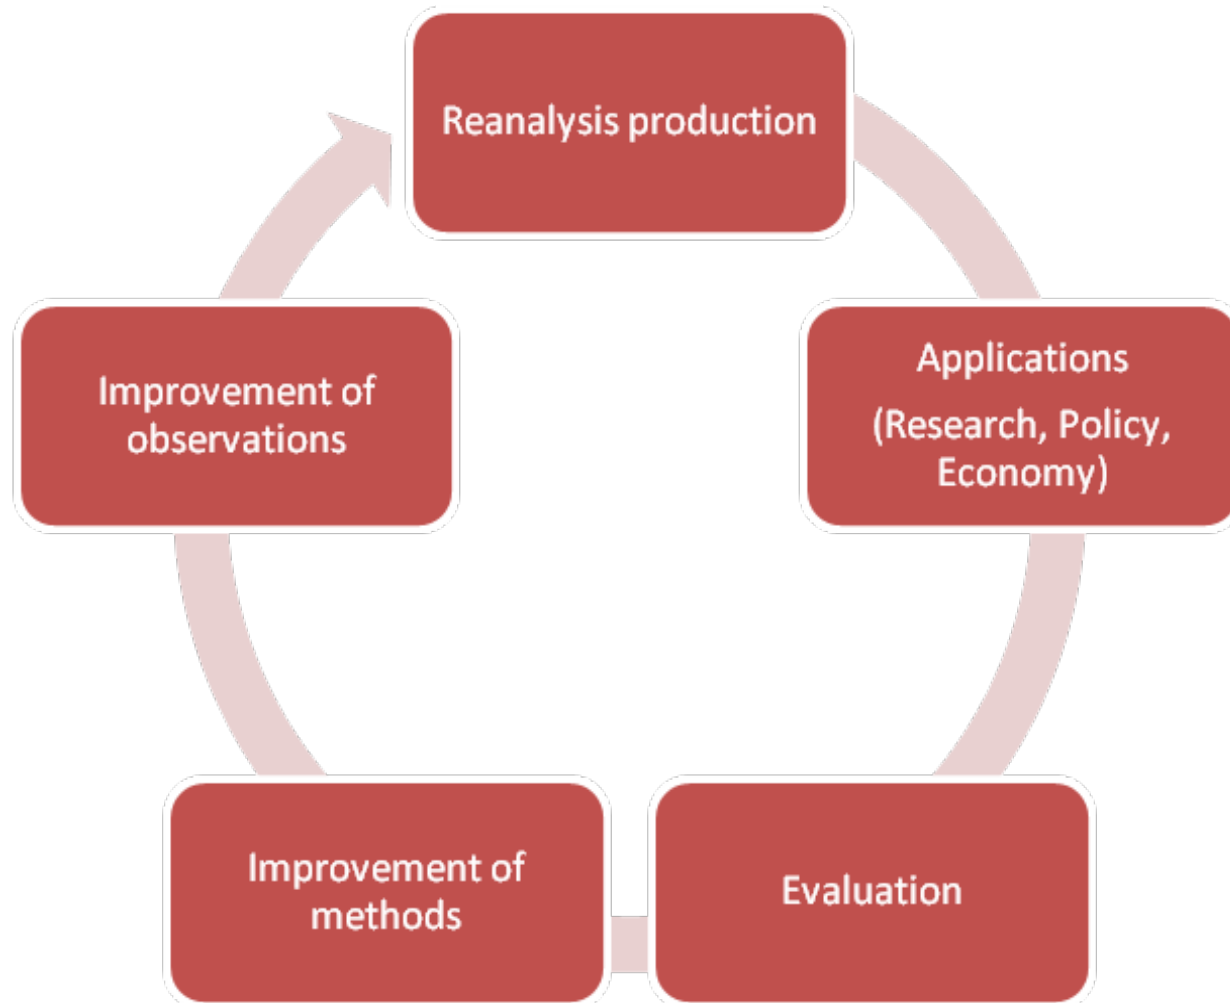 Reanalysis production
Applications
(Research, Policy,
Economy)
Evaluation
Improvement of
methods
Improvement of
observations